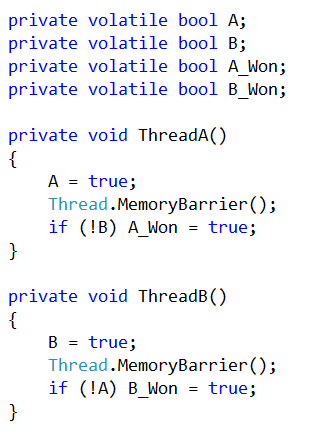 private volatile bool A;
private volatile bool B;
private volatile bool A_Won;
private volatile bool B_Won;

private void ThreadA()
{
    A = true;
    Thread.MemoryBarrier();
    if (!B) A_Won = true;
}

private void ThreadB()
{
    B = true;
    Thread.MemoryBarrier();
    if (!A) B_Won = true;
}